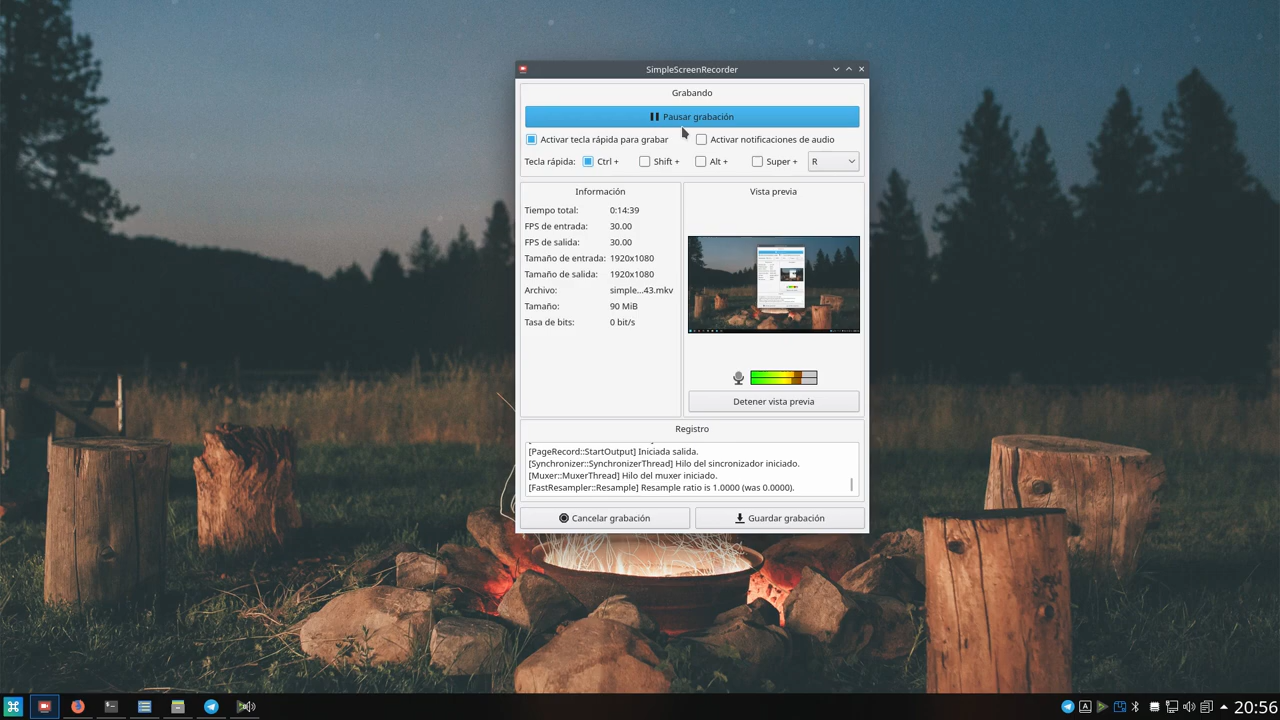 SimpleScreenRecorder
Grabando
Pausar grabación
Activar tecla rápida para grabar
Activar notificaciones de audio
Tecla rápida: Ctrl + Shift + Alt + Super + R
Información
Tiempo total: 0:14:39
FPS de entrada: 30.00
FPS de salida: 30.00
Tamaño de entrada: 1920x1080
Tamaño de salida: 1920x1080
Archivo: simple...43.mkv
Tamaño: 90 MiB
Tasa de bits: 0 bit/s
Vista previa
Detener vista previa
Registro
[PageRecord::StartOutput] Iniciada salida.
[Synchronizer::SynchronizerThread] Hilo del sincronizador iniciado.
[Muxer::MuxerThread] Hilo del muxer iniciado.
[FastResampler::Resample] Resample ratio is 1.0000 (was 0.0000).
Cancelar grabación
Guardar grabación
A
20:56